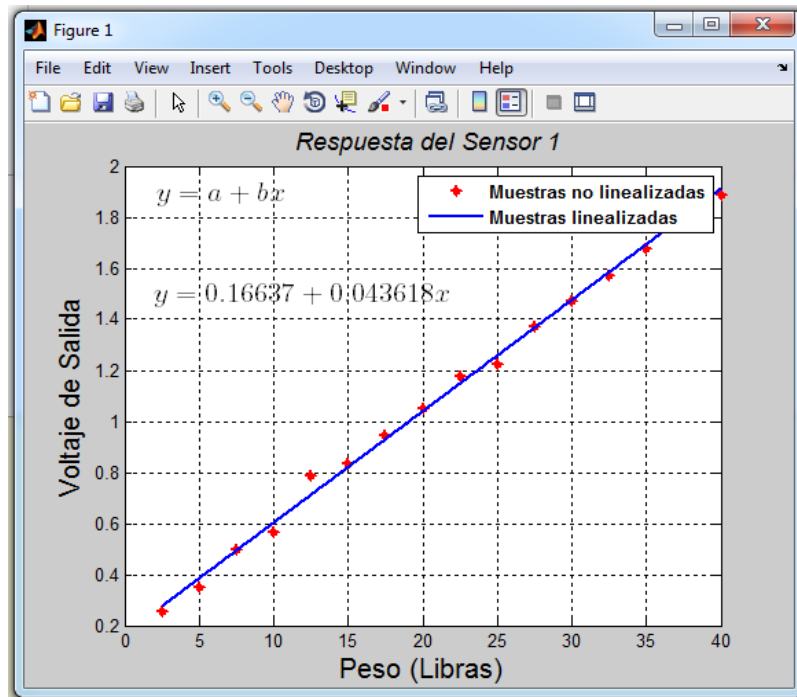 Figure 1
File Edit View Insert Tools Desktop Window Help
Respuesta del Sensor 1
y = a + bx
y = 0.16637 + 0.043618x
Muestras no linealizadas
Muestras linealizadas
Voltaje de Salida
2
1.8
1.6
1.4
1.2
1
0.8
0.6
0.4
0.2
0 5 10 15 20 25 30 35 40
Peso (Libras)